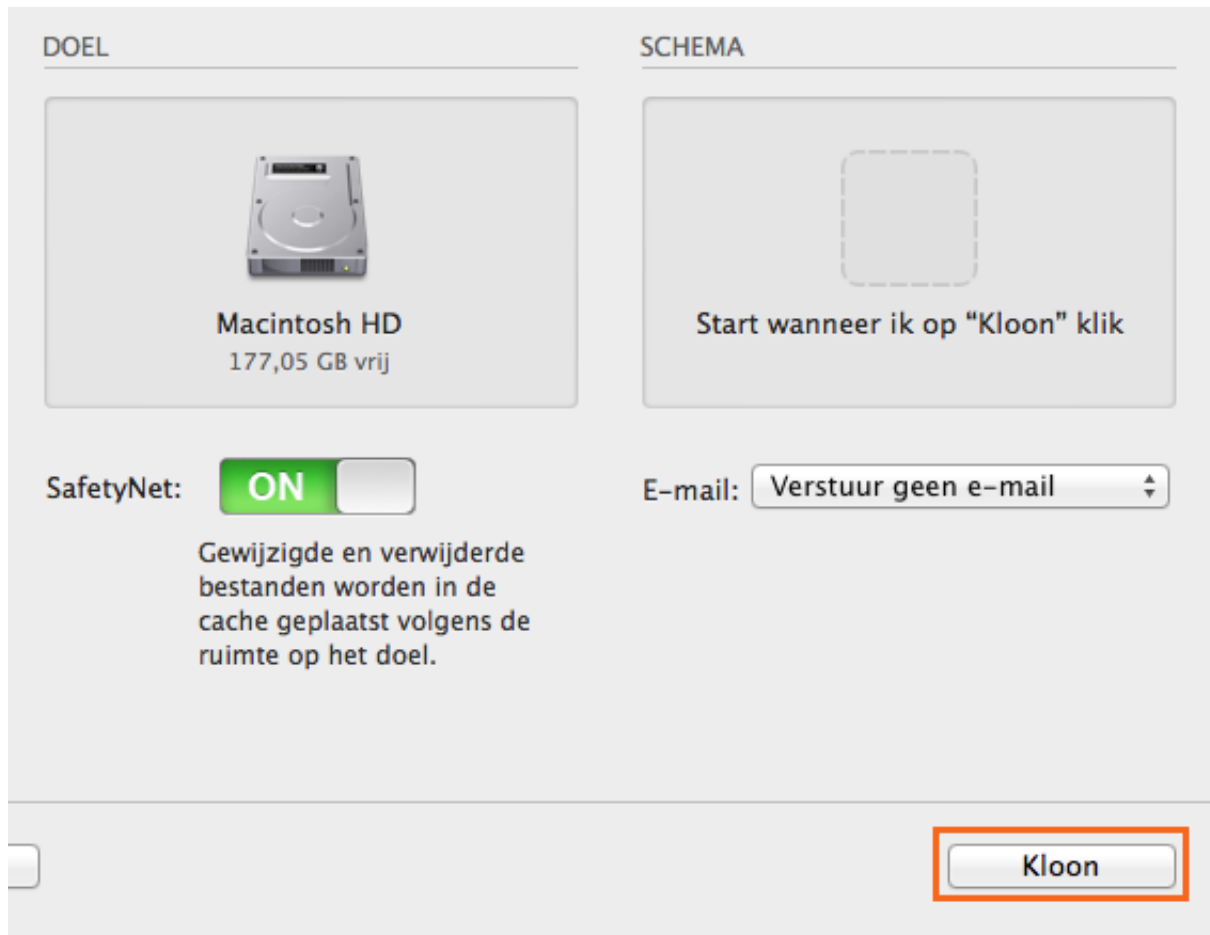 DOEL
SCHEMA
Macintosh HD
177,05 GB vrij
Start wanneer ik op “Kloon” klik
SafetyNet:
ON
Gewijzigde en verwijderde
bestanden worden in de
cache geplaatst volgens de
ruimte op het doel.
E-mail:
Verstuur geen e-mail
Kloon